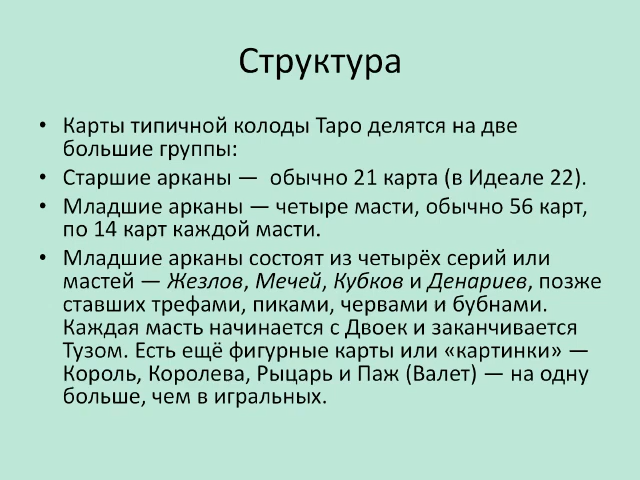 Структура
• Карты типичной колоды Таро делятся на две
большие группы:
• Старшие арканы —  обычно 21 карта (в Идеале 22).
• Младшие арканы — четыре масти, обычно 56 карт,
по 14 карт каждой масти.
• Младшие арканы состоят из четырёх серий или
мастей — Жезлов, Мечей, Кубков и Денариев, позже
ставших трефами, пиками, червами и бубнами.
Каждая масть начинается с Двоек и заканчивается
Тузом. Есть ещё фигурные карты или «картинки» —
Король, Королева, Рыцарь и Паж (Валет) — на одну
больше, чем в игральных.